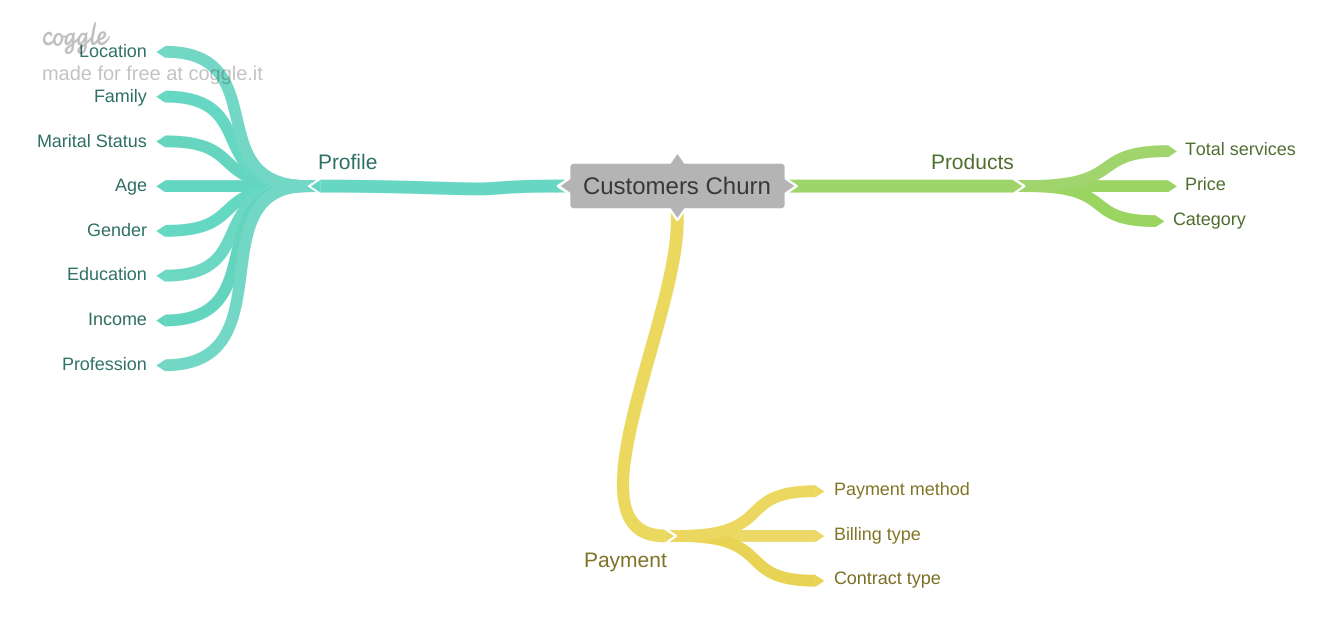 coggle
made for free at coggle.it
Location
Family
Marital Status
Age
Gender
Education
Income
Profession
Profile
Customers Churn
Products
Total services
Price
Category
Payment
Payment method
Billing type
Contract type